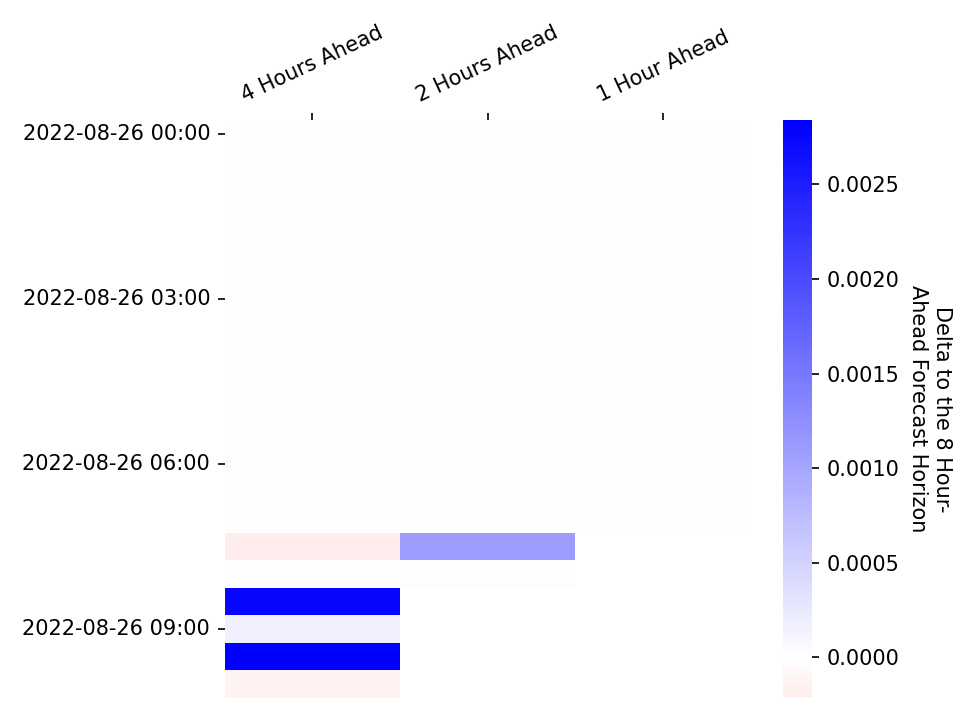 4 Hours Ahead
2 Hours Ahead
1 Hour Ahead
2022-08-26 00:00
2022-08-26 03:00
2022-08-26 06:00
2022-08-26 09:00
0.0025
0.0020
0.0015
0.0010
0.0005
0.0000
Delta to the 8 Hour-
Ahead Forecast Horizon